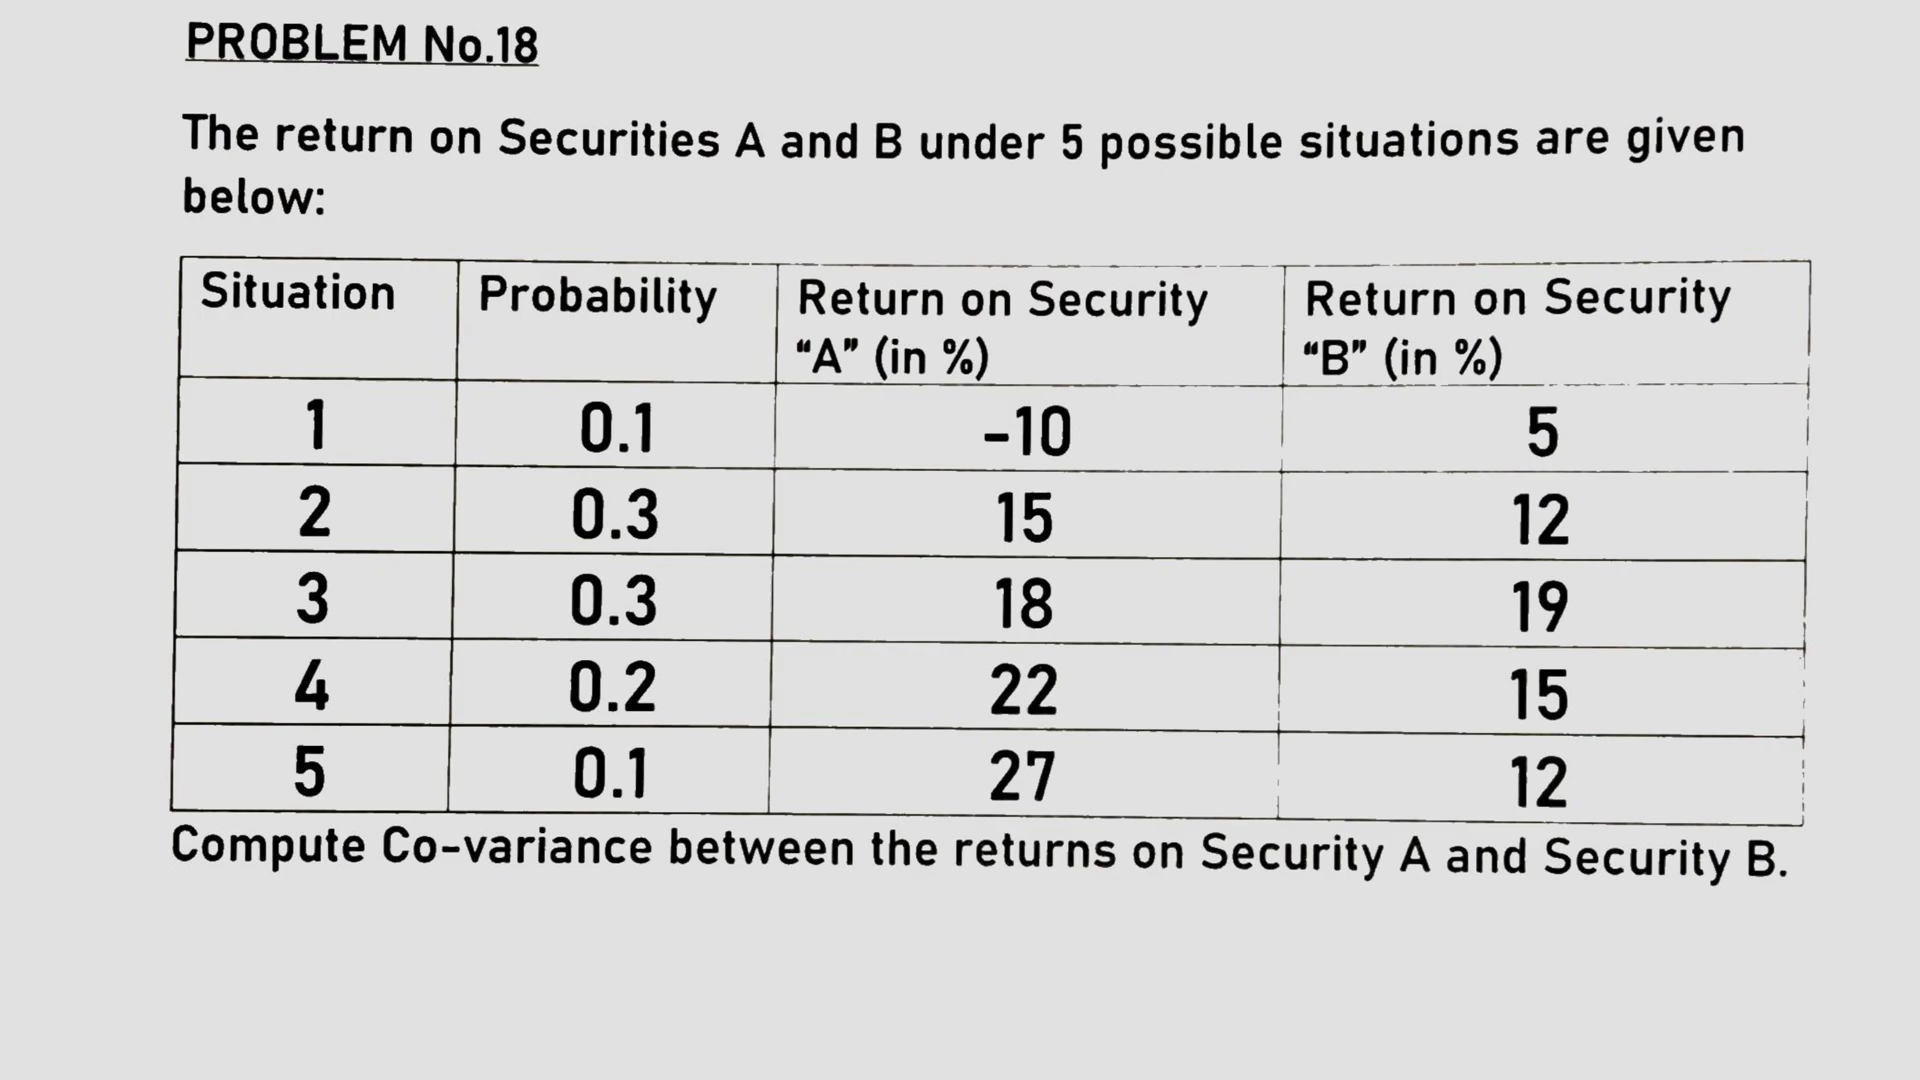 PROBLEM No.18
The return on Securities A and B under 5 possible situations are given
below:
Situation Probability Return on Security "A" (in %) Return on Security "B" (in %)
1 0.1 -10 5
2 0.3 15 12
3 0.3 18 19
4 0.2 22 15
5 0.1 27 12
Compute Co-variance between the returns on Security A and Security B.